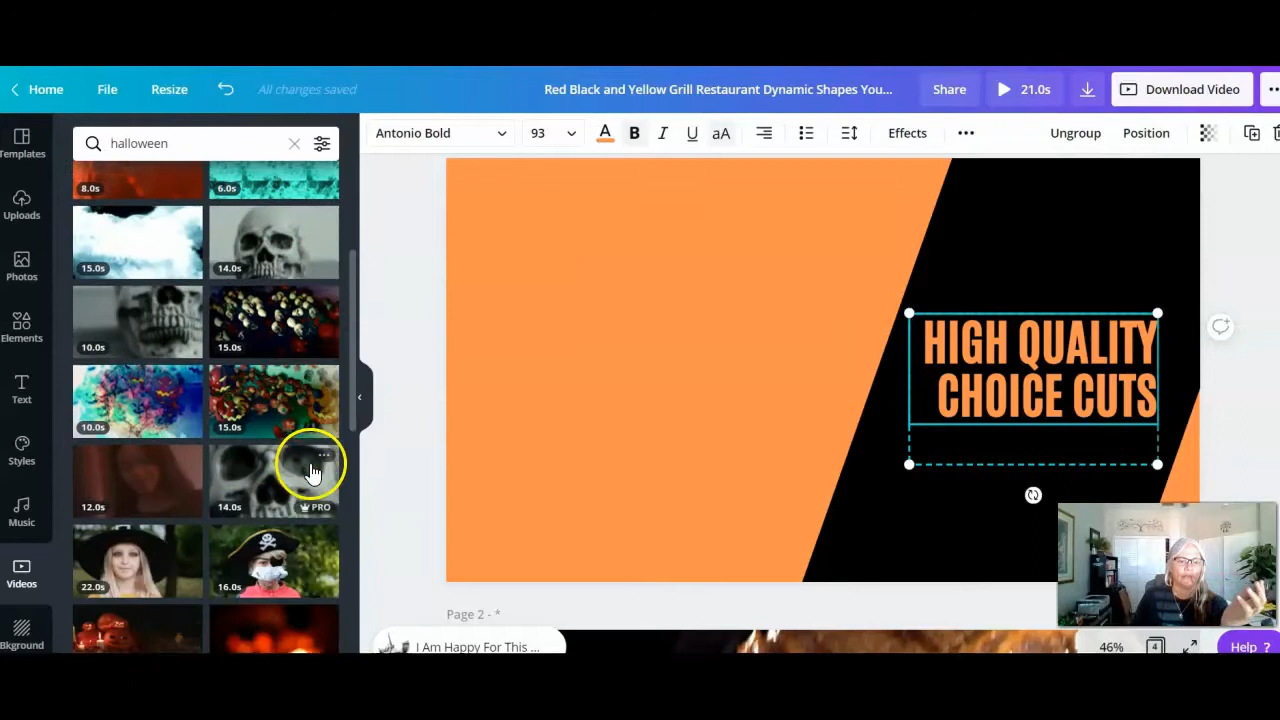 Home File Resize All changes saved Red Black and Yellow Grill Restaurant Dynamic Shapes You... Share 21.0s Download Video
Templates
Uploads
Photos
Elements
Text
Styles
Music
Videos
Bkground
halloween
8.0s 6.0s
15.0s 14.0s
10.0s 15.0s
10.0s 15.0s
12.0s 14.0s PRO
22.0s 16.0s
Antonio Bold 93 A B I U aA Effects ... Ungroup Position
HIGH QUALITY
CHOICE CUTS
Page 2 - *
I Am Happy For This ...
46% 4 Help ?